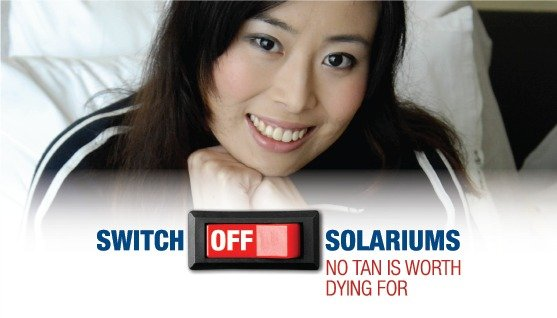 SWITCH OFF SOLARIUMS
NO TAN IS WORTH
DYING FOR